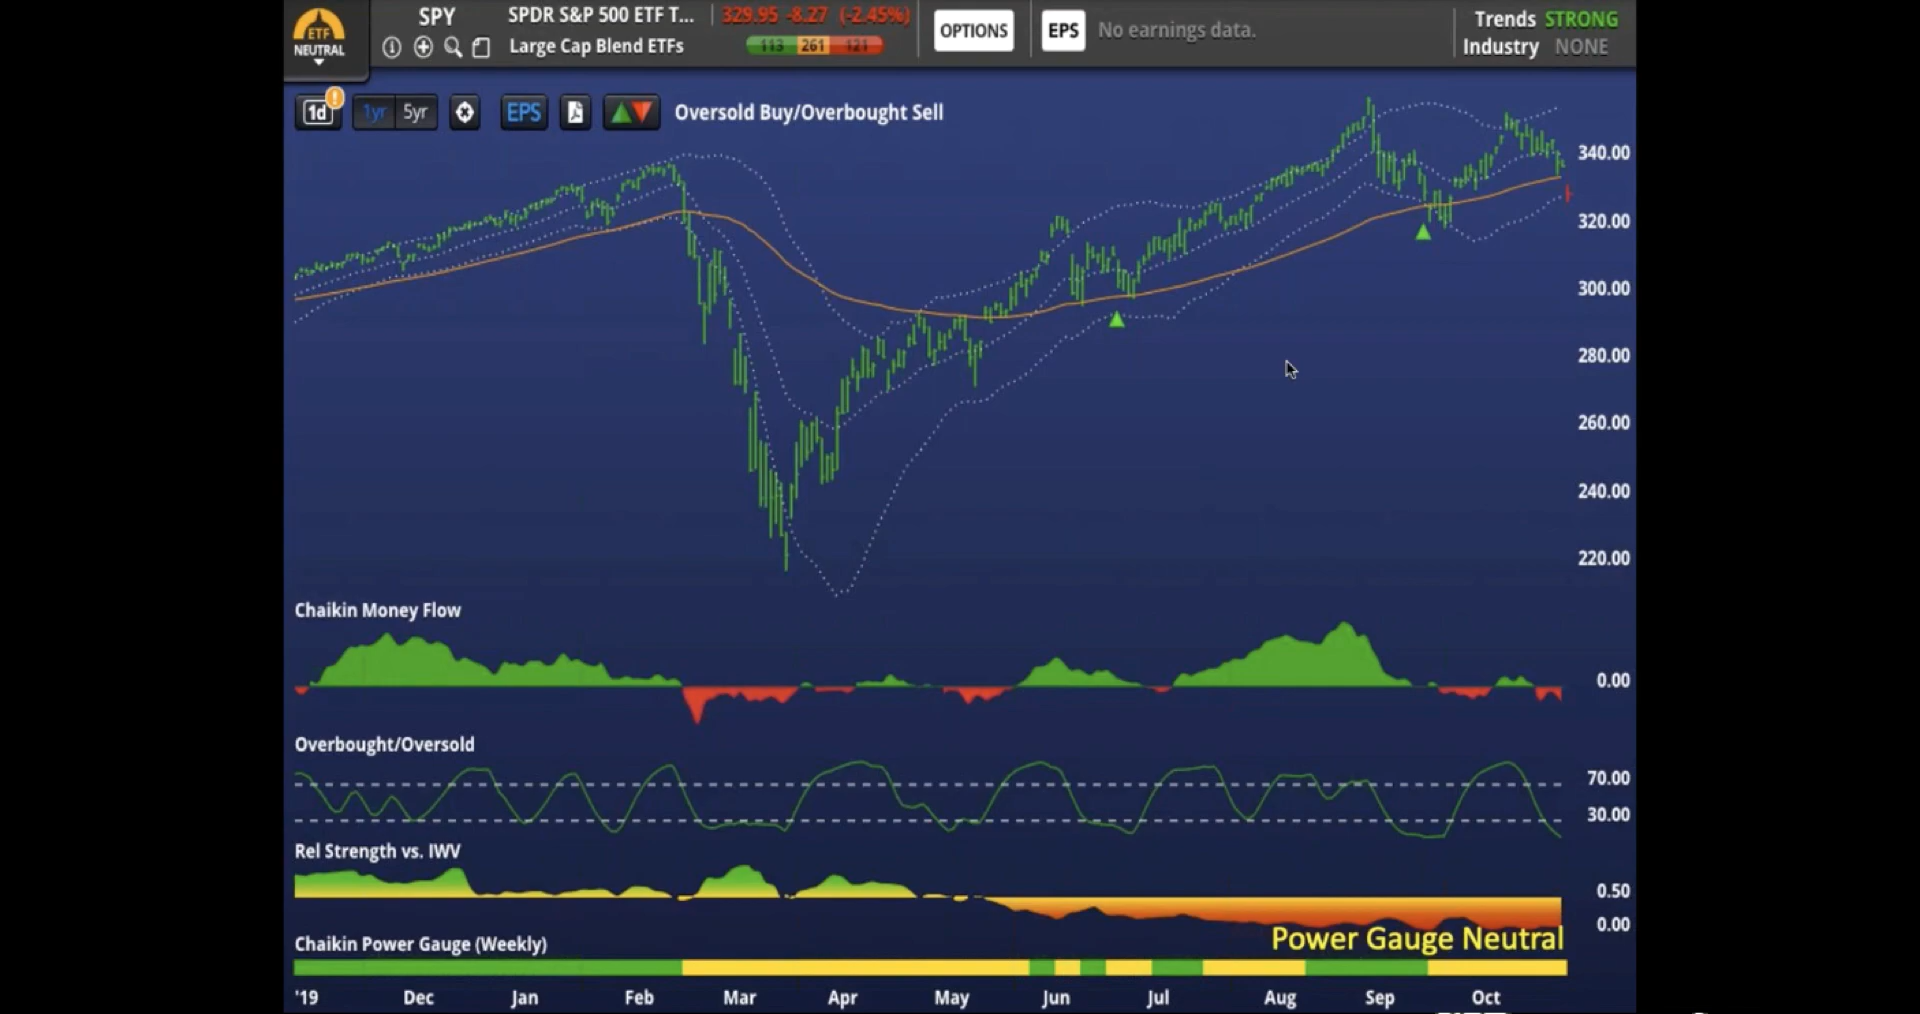 ETF
NEUTRAL
SPY
SPDR S&P 500 ETF T...
329.95 -8.27 (-2.45%)
Large Cap Blend ETFs
113 261 121
OPTIONS
EPS
No earnings data.
Trends STRONG
Industry NONE
1d
!
1yr
5yr
EPS
Oversold Buy/Overbought Sell
340.00
320.00
300.00
280.00
260.00
240.00
220.00
Chaikin Money Flow
0.00
Overbought/Oversold
70.00
30.00
Rel Strength vs. IWV
0.50
0.00
Power Gauge Neutral
Chaikin Power Gauge (Weekly)
'19 Dec Jan Feb Mar Apr May Jun Jul Aug Sep Oct